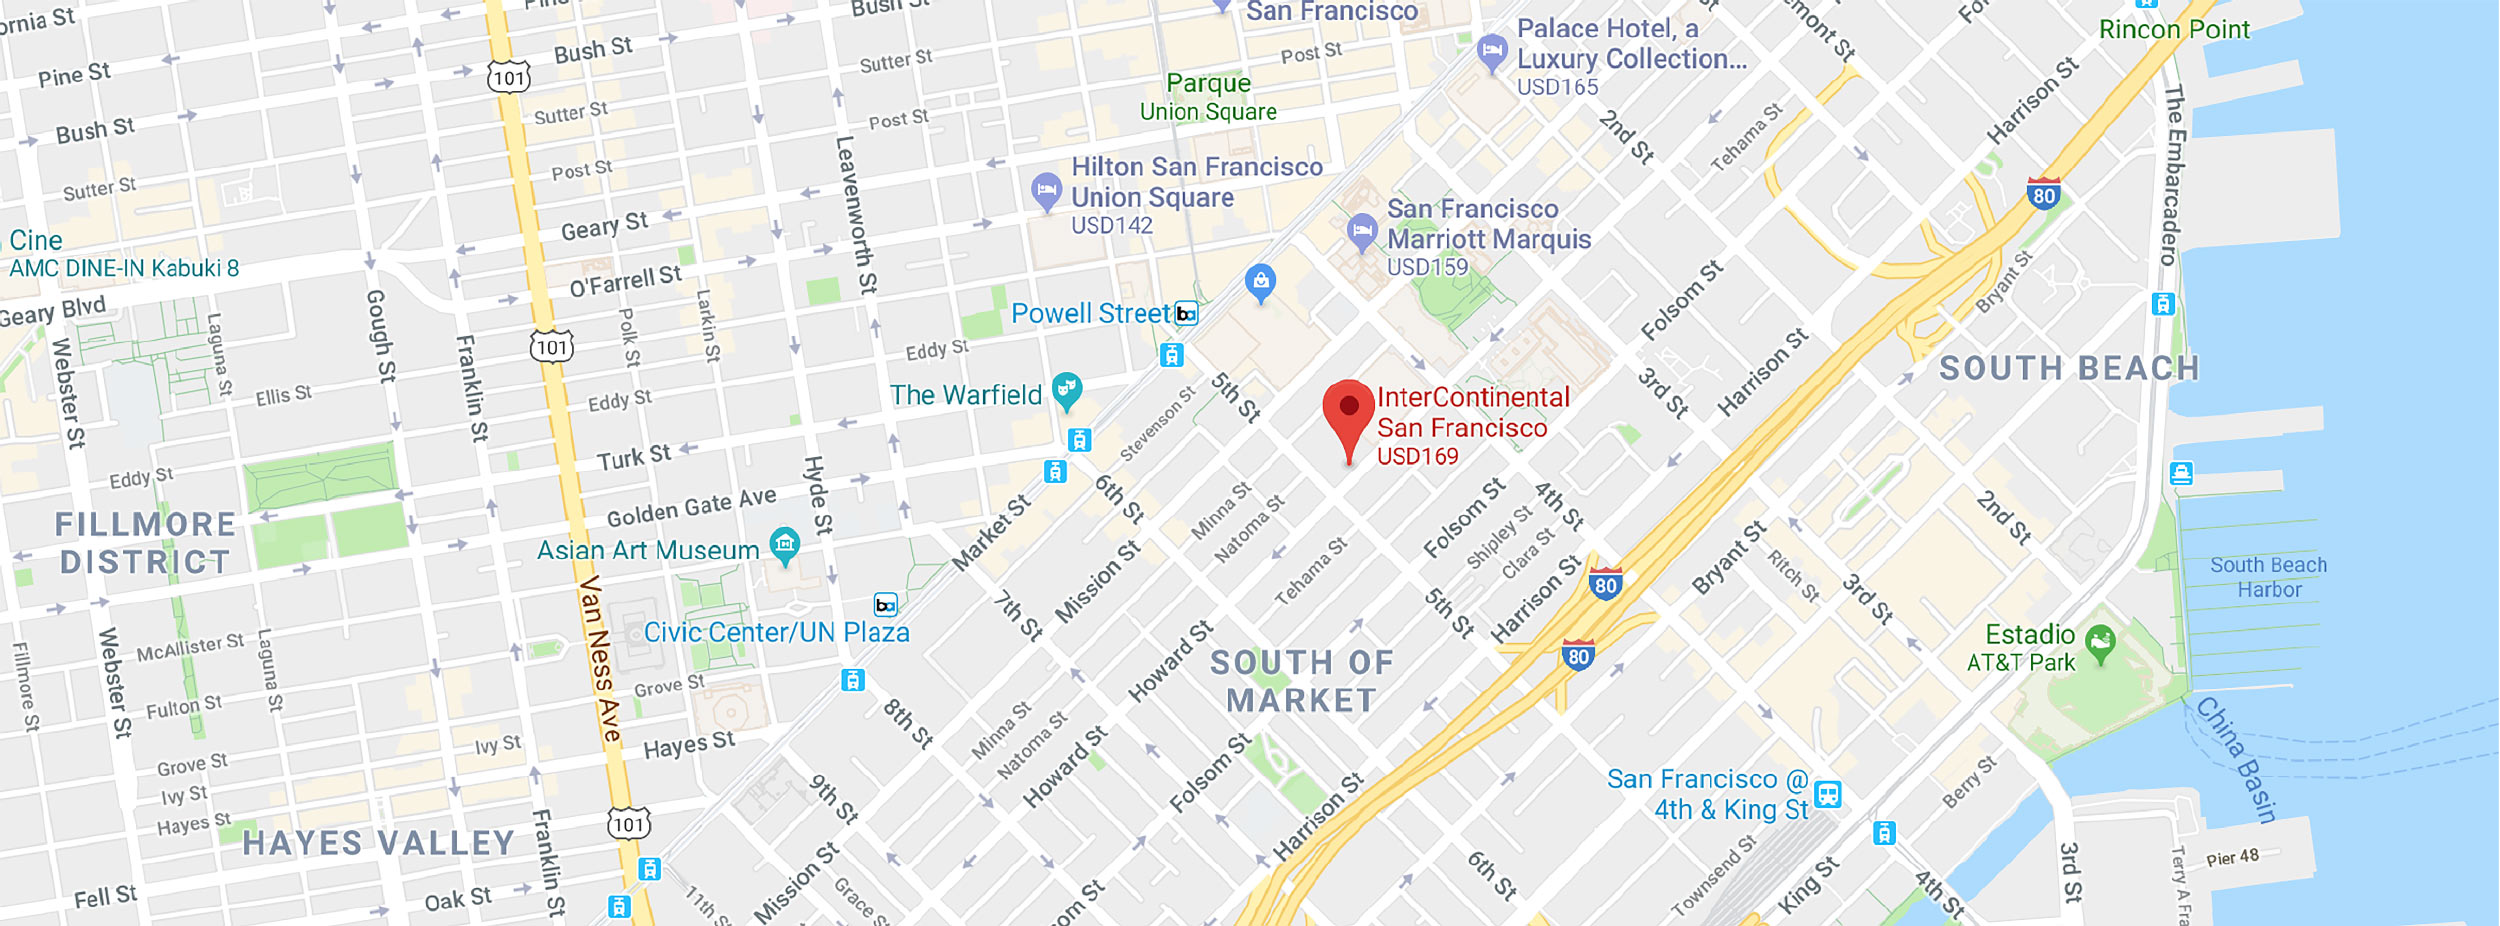 ornia St
Pine St
Bush St
Sutter St
Cine
AMC DINE-IN Kabuki 8
Geary Blvd
Webster St
Laguna St
Gough St
Franklin St
Ellis St
Eddy St
FILLMORE
DISTRICT
Fillmore St
Webster St
McAllister St
Laguna St
Fulton St
Grove St
Ivy St
Hayes St
HAYES VALLEY
Ivy St
Fell St
Oak St
Franklin St
101
Bush St
Sutter St
Post St
Geary St
O'Farrell St
101
Polk St
Larkin St
Eddy St
Turk St
Golden Gate Ave
Hyde St
Asian Art Museum
Van Ness Ave
Civic Center/UN Plaza
Grove St
Hayes St
101
11th S
Bush St
Sutter St
Post St
Leavenworth St
San Francisco
Post St
Parque
Union Square
Hilton San Francisco
Union Square
USD142
Powell Street
Eddy St
The Warfield
Stevenson St
5th St
6th St
Market St
Mission St
7th St
8th St
9th St
Mission St
Grace S
Minna St
Natoma St
Tehama St
Minna St
Natoma St
Howard St
Howard St
Folsom St
om St
SOUTH OF
MARKET
Harrison St
Palace Hotel, a
Luxury Collection...
USD165
San Francisco
Marriott Marquis
USD159
InterContinental
San Francisco
USD169
2nd St
Tehama St
emont St
Fo
Harrison St
Rincon Point
The Embarcadero
80
Folsom St
3rd St
Harrison St
Bryant St
SOUTH BEACH
Folsom St
4th St
Shipley St
Clara St
5th St
Harrison St
80
80
Bryant St
Ritch St
3rd St
2nd St
South Beach
Harbor
Estadio
AT&T Park
China Basin
San Francisco @
4th & King St
Berry St
Townsend St
King St
4th St
6th St
3rd St
Terry A Fra
Pier 48